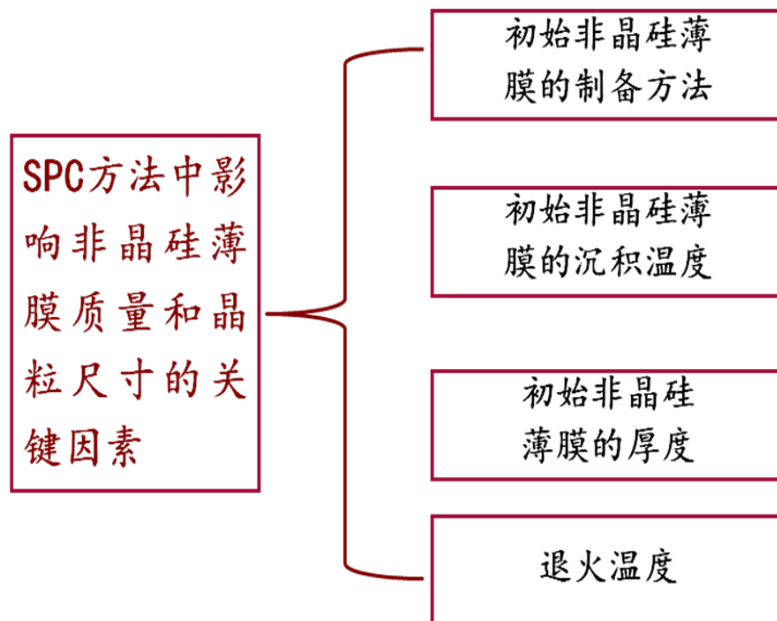 SPC方法中影
响非晶硅薄
膜质量和晶
粒尺寸的关
键因素
初始非晶硅薄
膜的制备方法
初始非晶硅薄
膜的沉积温度
初始非晶硅
薄膜的厚度
退火温度